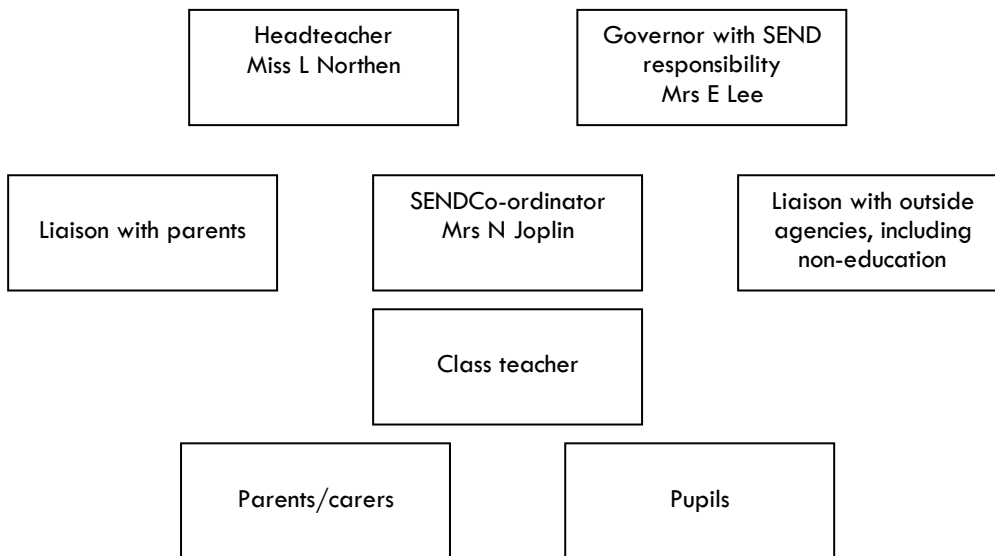 Headteacher
Miss L Northen
Governor with SEND
responsibility
Mrs E Lee
Liaison with parents
SENDCo-ordinator
Mrs N Joplin
Liaison with outside
agencies, including
non-education
Class teacher
Parents/carers
Pupils